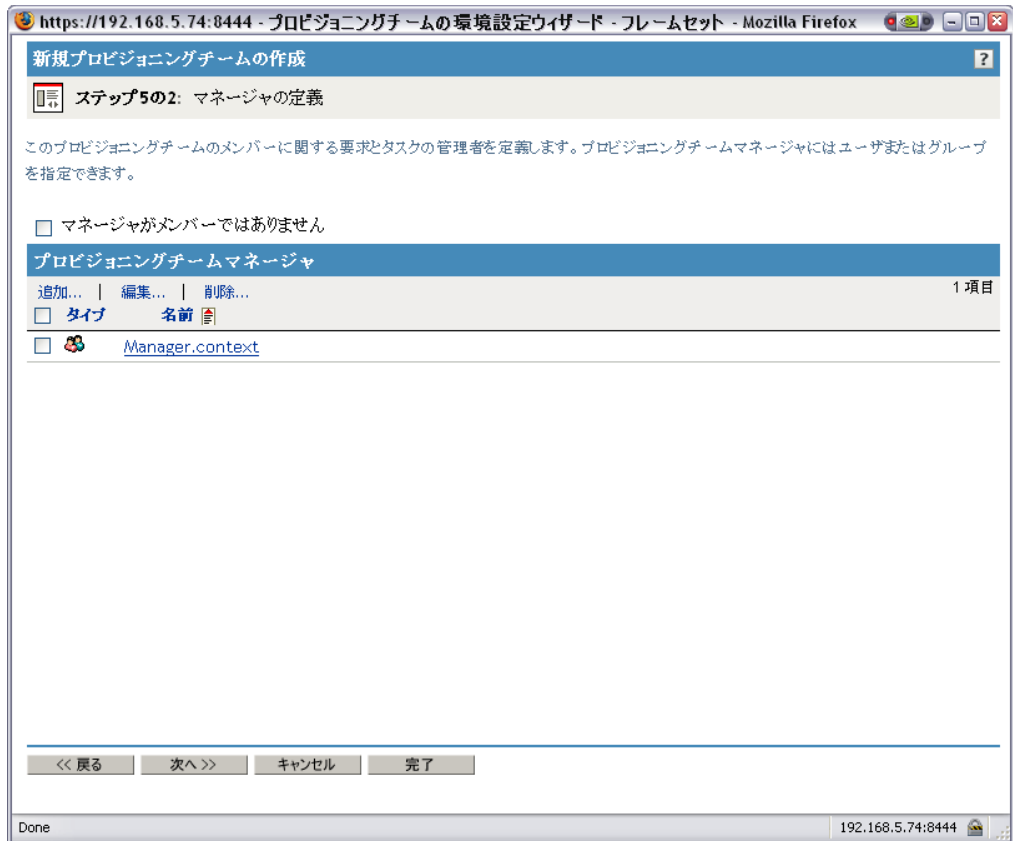 https://192.168.5.74:8444 - プロビジョニングチームの環境設定ウィザード - フレームセット - Mozilla Firefox
新規プロビジョニングチームの作成
?
ステップ5の2: マネージャの定義
このプロビジョニングチームのメンバーに関する要求とタスクの管理者を定義します。プロビジョニングチームマネージャにはユーザまたはグループ
を指定できます。
マネージャがメンバーではありません
プロビジョニングチームマネージャ
追加... | 編集... | 削除... 1 項目
タイプ 名前
Manager.context
<< 戻る 次へ >> キャンセル 完了
Done 192.168.5.74:8444